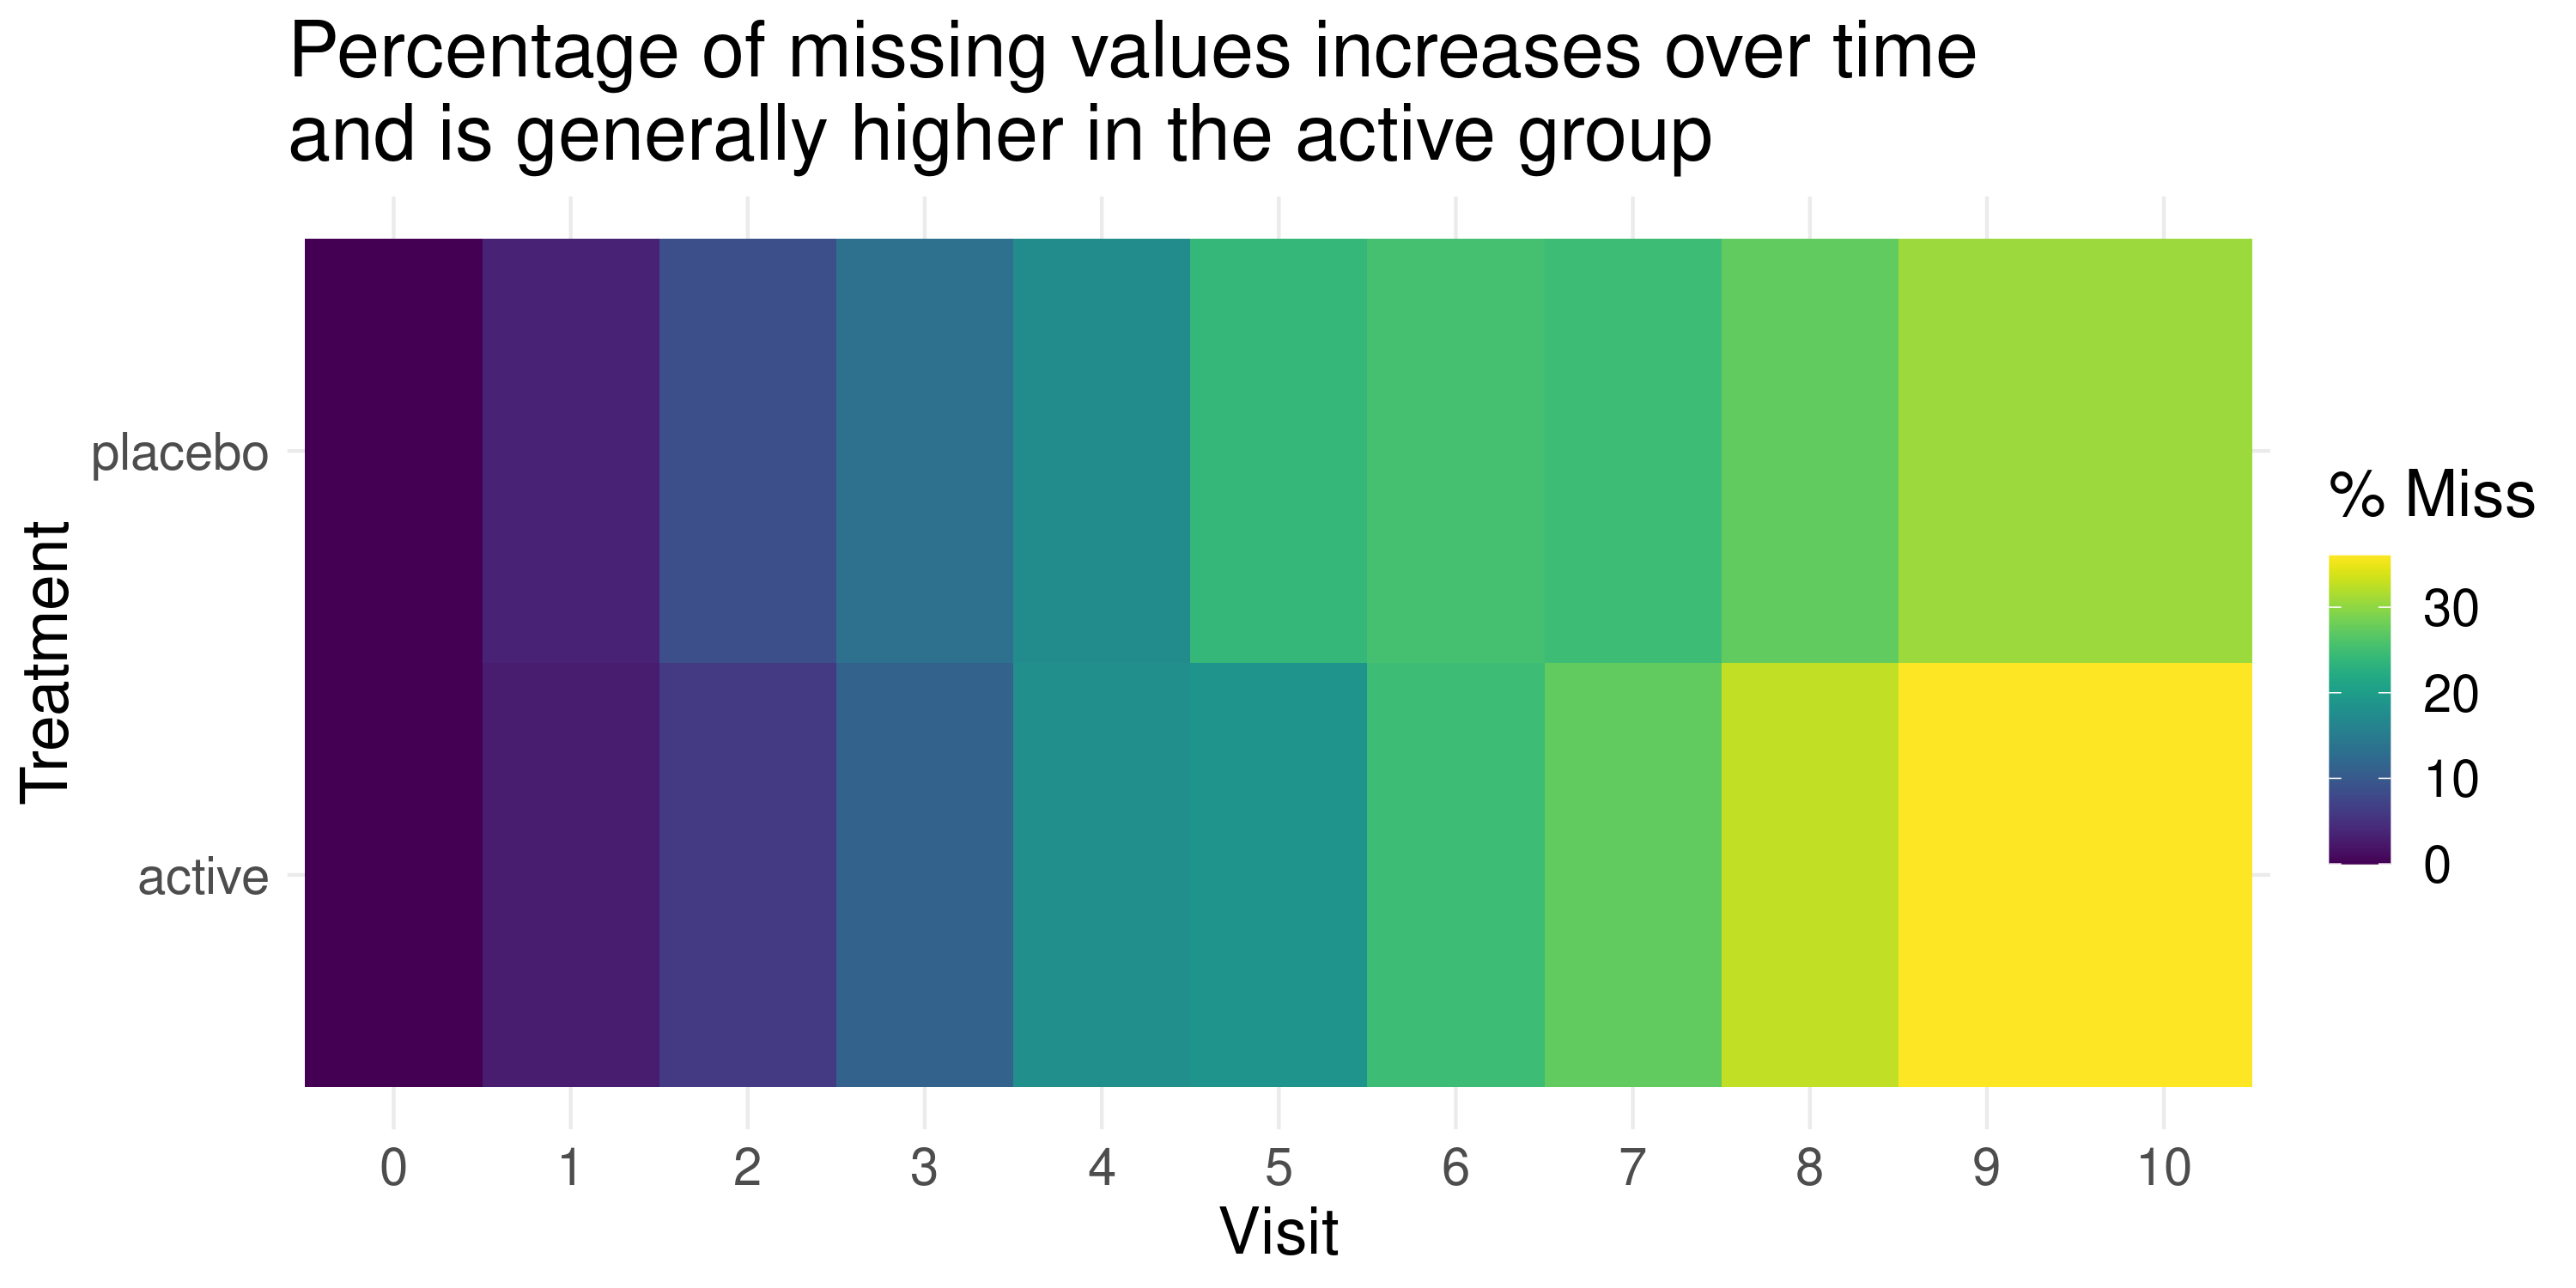 Percentage of missing values increases over time
and is generally higher in the active group
Treatment
placebo
active
0 1 2 3 4 5 6 7 8 9 10
Visit
% Miss
30
20
10
0